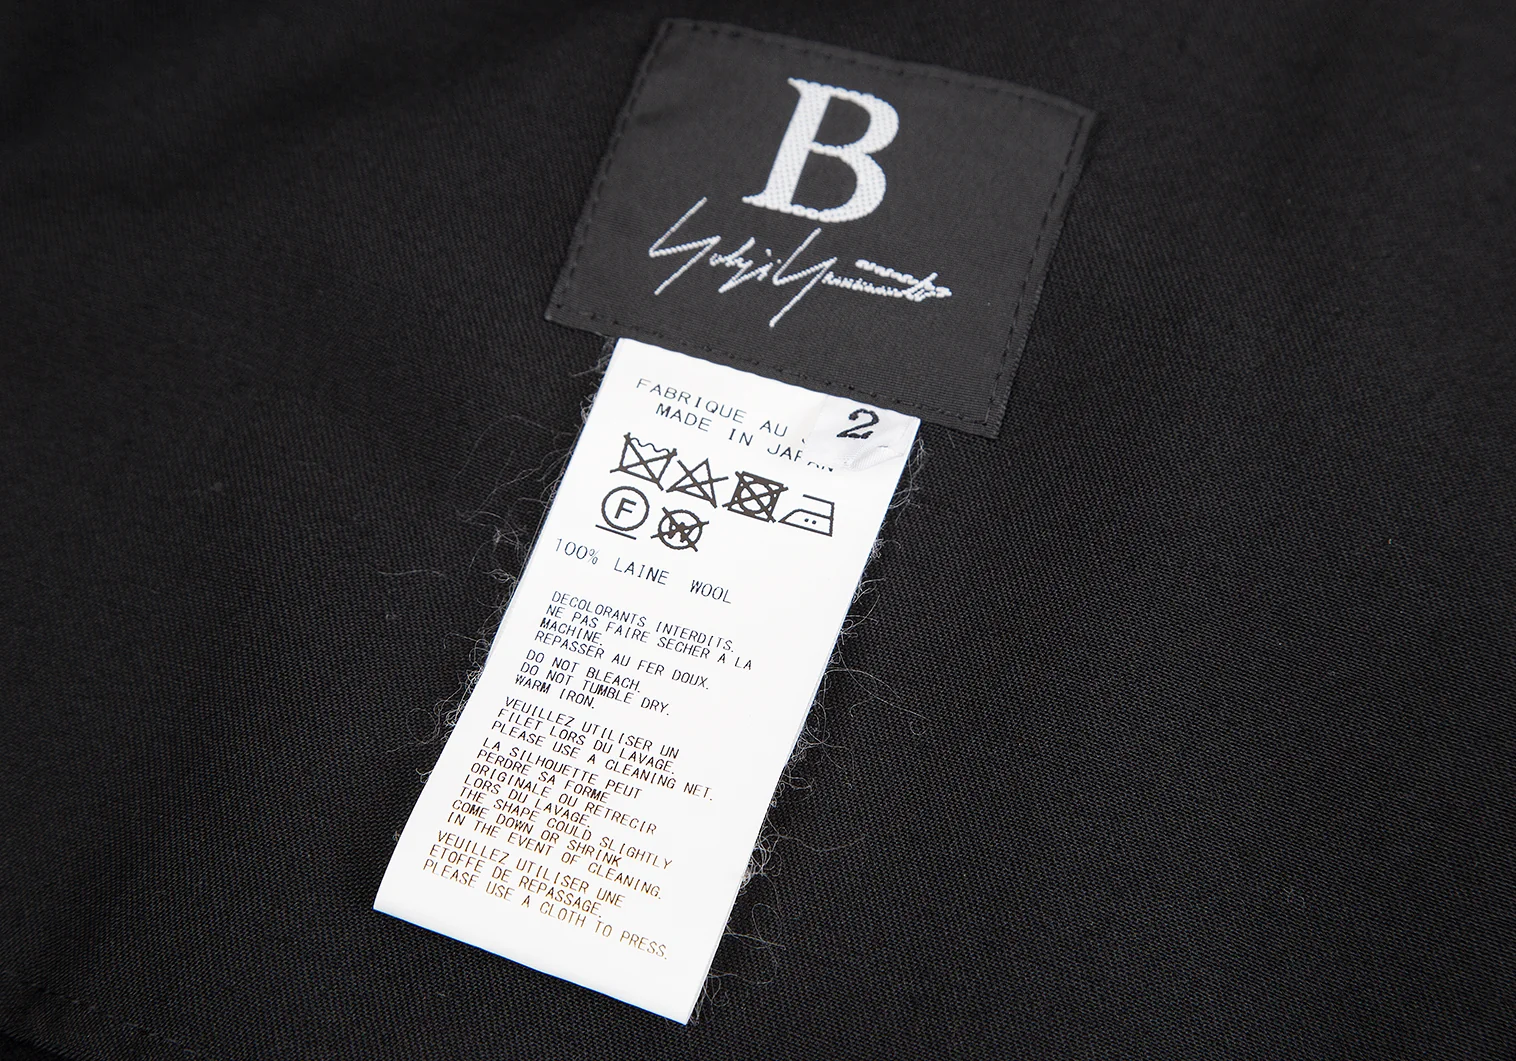 B
Yohji Yamamoto
2
FABRIQUE AU
MADE IN JAPAN
F
W
100% LAINE WOOL
DECOLORANTS INTERDITS.
NE PAS FAIRE SECHER A LA
MACHINE.
REPASSER AU FER DOUX.
DO NOT BLEACH.
DO NOT TUMBLE DRY.
WARM IRON.
VEUILLEZ UTILISER UN
FILET LORS DU LAVAGE.
PLEASE USE A CLEANING NET.
LA SILHOUETTE PEUT
PERDRE SA FORME
ORIGINALE OU RETRECIR
LORS DU LAVAGE.
THE SHAPE COULD SLIGHTLY
COME DOWN OR SHRINK
IN THE EVENT OF CLEANING.
VEUILLEZ UTILISER UNE
ETOFFE DE REPASSAGE.
PLEASE USE A CLOTH TO PRESS.